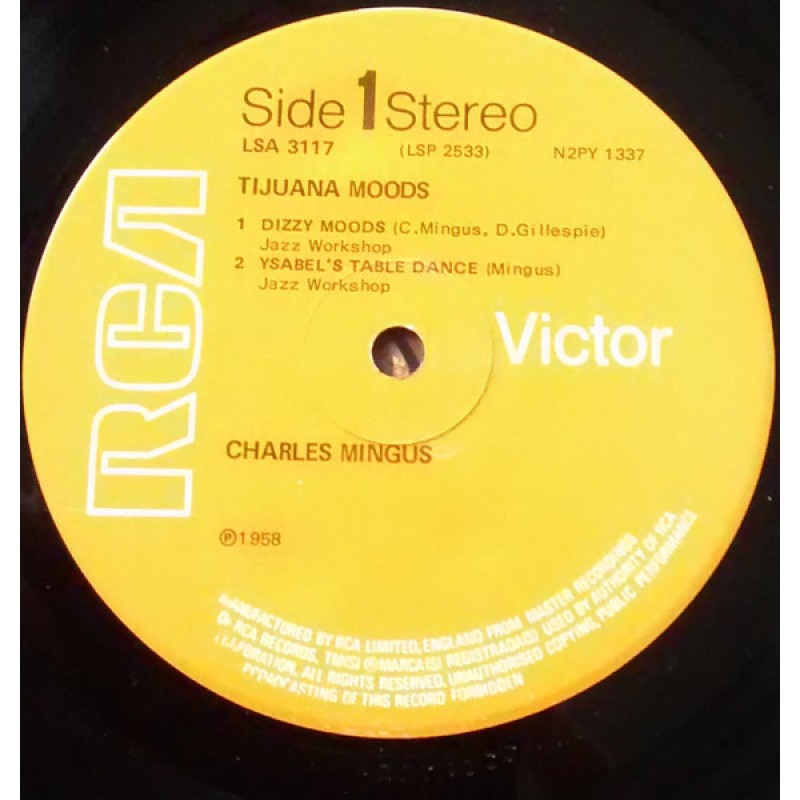 Side 1 Stereo
LSA 3117 (LSP 2533) N2PY 1337
TIJUANA MOODS
1 DIZZY MOODS (C.Mingus, D.Gillespie)
Jazz Workshop
2 YSABEL'S TABLE DANCE (Mingus)
Jazz Workshop
RCA
Victor
CHARLES MINGUS
℗1958
MANUFACTURED BY RCA LIMITED, ENGLAND FROM MASTER RECORDINGS
OF RCA RECORDS, TM(S) ®MARCA(S) REGISTRADA(S) USED BY AUTHORITY OF RCA
CORPORATION, ALL RIGHTS RESERVED, UNAUTHORISED COPYING, PUBLIC PERFORMANCE
BROADCASTING OF THIS RECORD FORBIDDEN